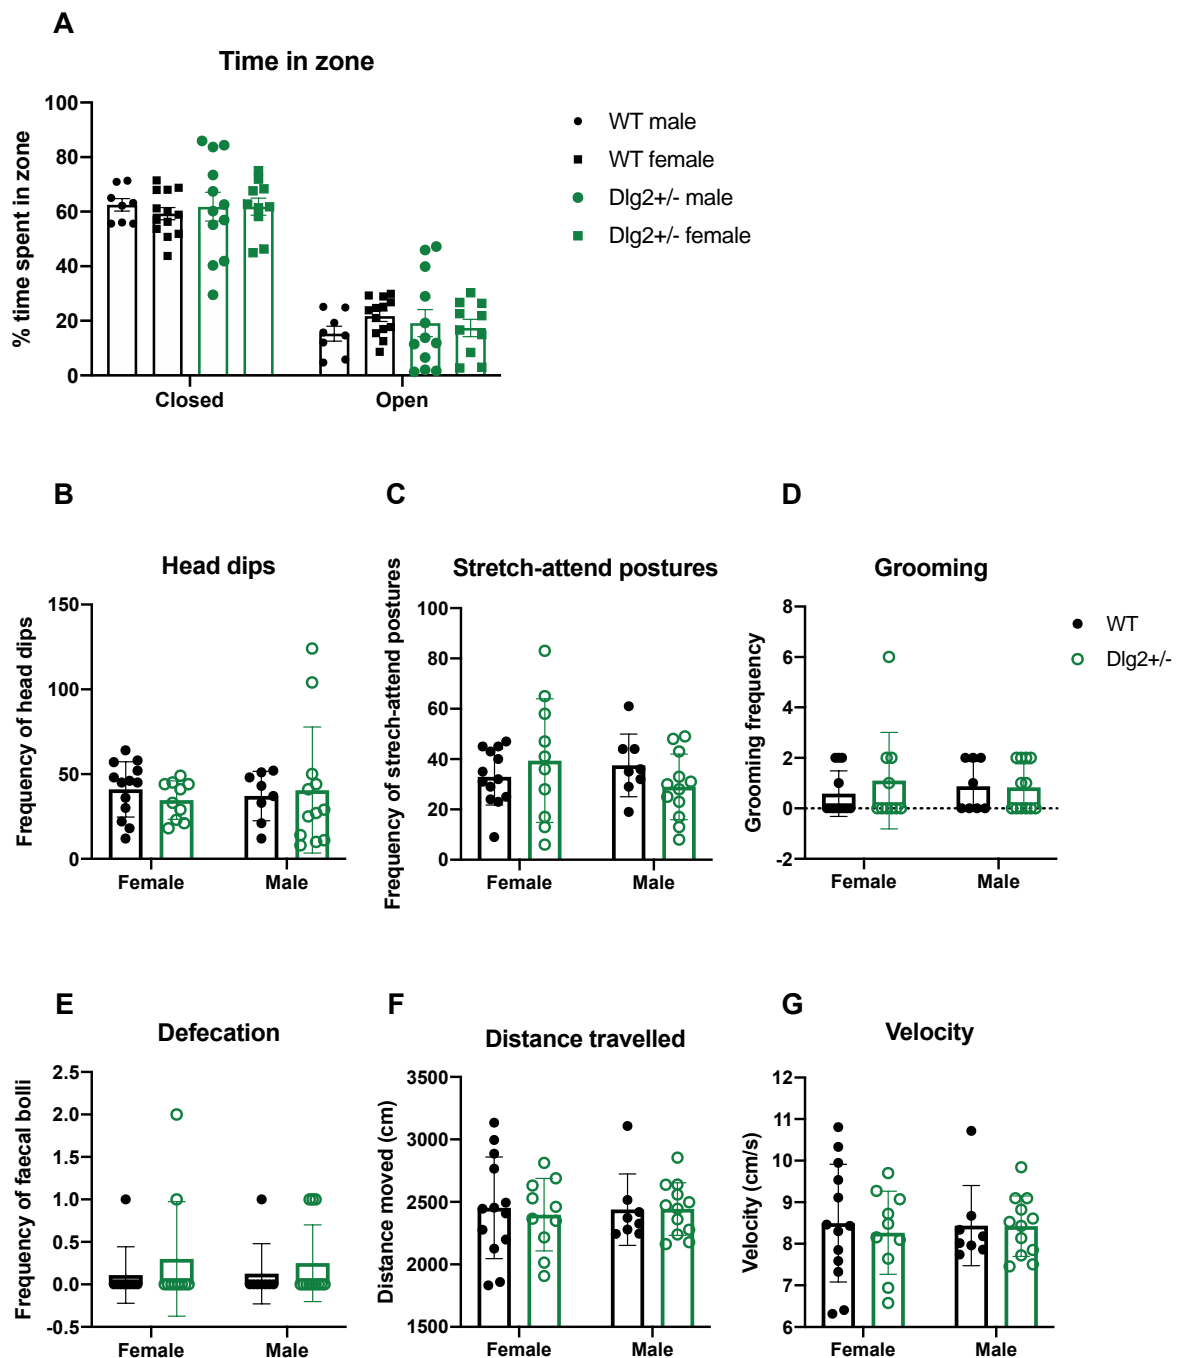 A
Time in zone
% time spent in zone
100
80
60
40
20
0
Closed
Open
WT male
WT female
Dlg2+/- male
Dlg2+/- female
B
Head dips
Frequency of head dips
150
100
50
0
Female
Male
C
Stretch-attend postures
Frequency of strech-attend postures
100
80
60
40
20
0
Female
Male
D
Grooming
Grooming frequency
8
6
4
2
0
-2
Female
Male
WT
Dlg2+/-
E
Defecation
Frequency of faecal bolli
2.5
2.0
1.5
1.0
0.5
0.0
-0.5
Female
Male
F
Distance travelled
Distance moved (cm)
3500
3000
2500
2000
1500
Female
Male
G
Velocity
Velocity (cm/s)
12
11
10
9
8
7
6
Female
Male